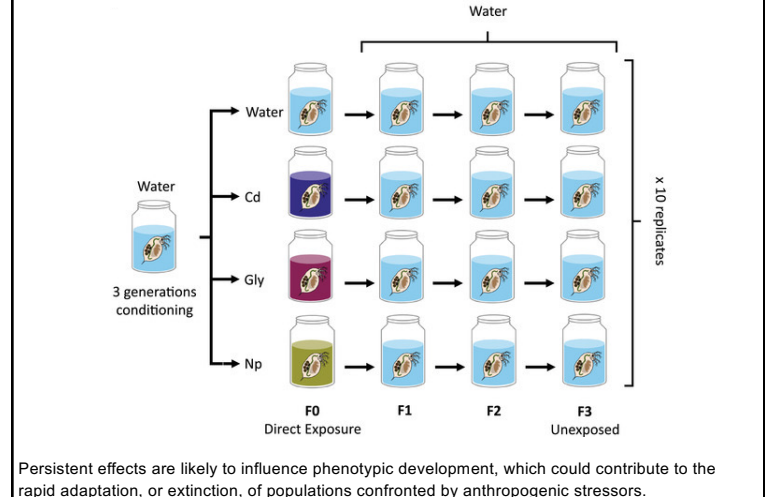 Water
Water
Water
Cd
3 generations
conditioning
Gly
Np
x 10 replicates
F0
F1
F2
F3
Direct Exposure
Unexposed
Persistent effects are likely to influence phenotypic development, which could contribute to the
rapid adaptation, or extinction, of populations confronted by anthropogenic stressors.